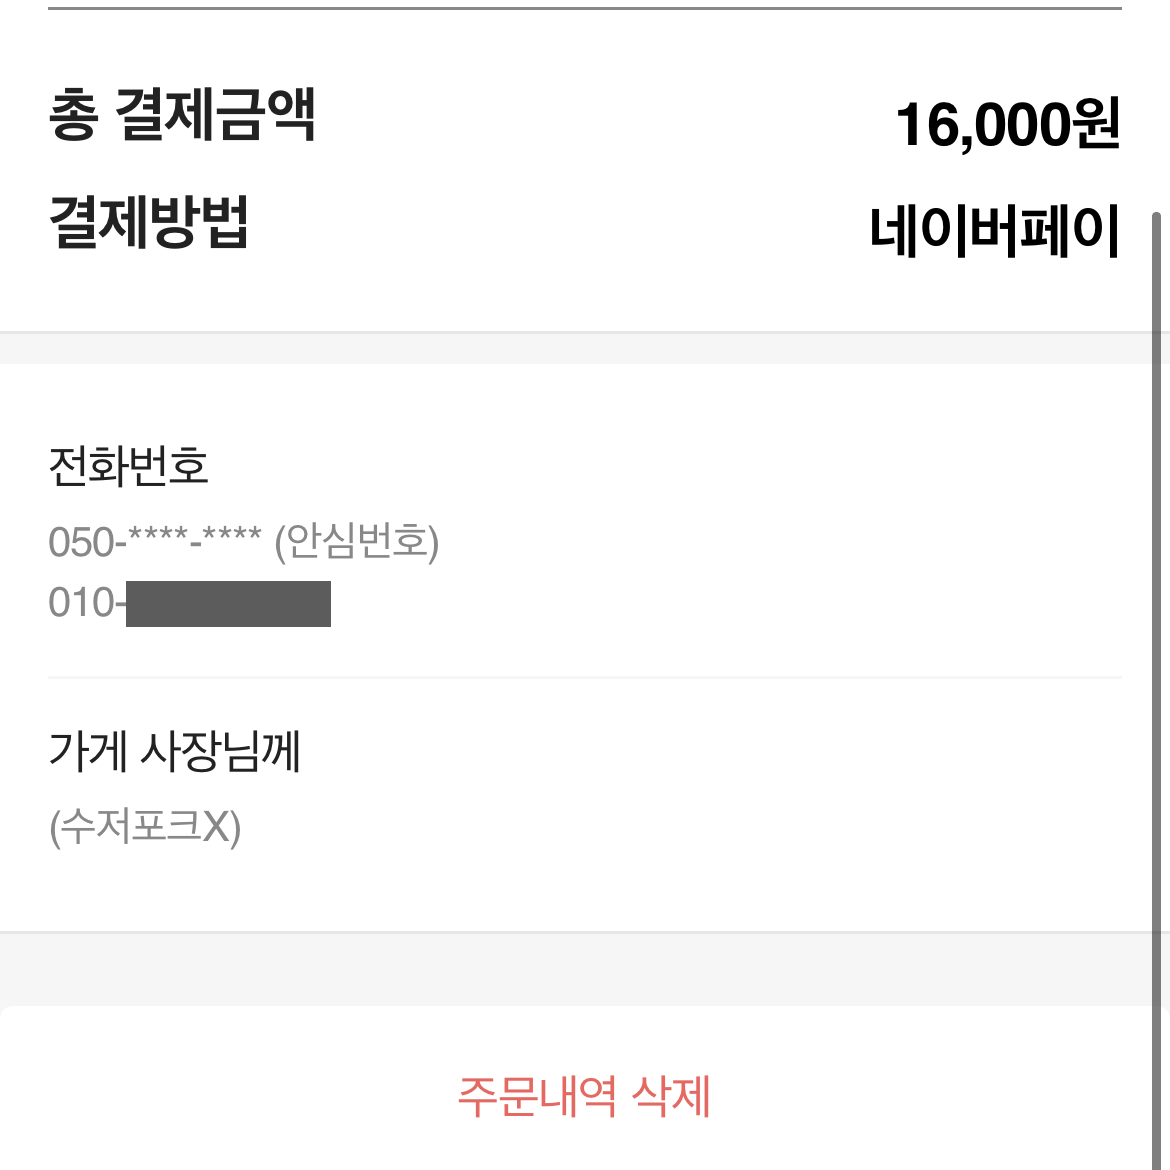 총 결제금액 16,000원
결제방법 네이버페이
전화번호
050-****-**** (안심번호)
010-
가게 사장님께
(수저포크X)
주문내역 삭제